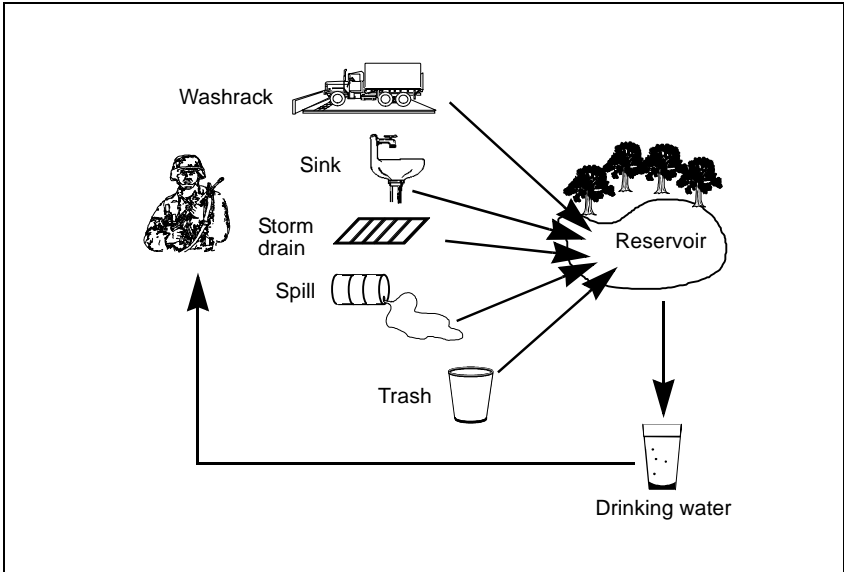 Washrack
Sink
Storm
drain
Spill
Trash
Reservoir
Drinking water